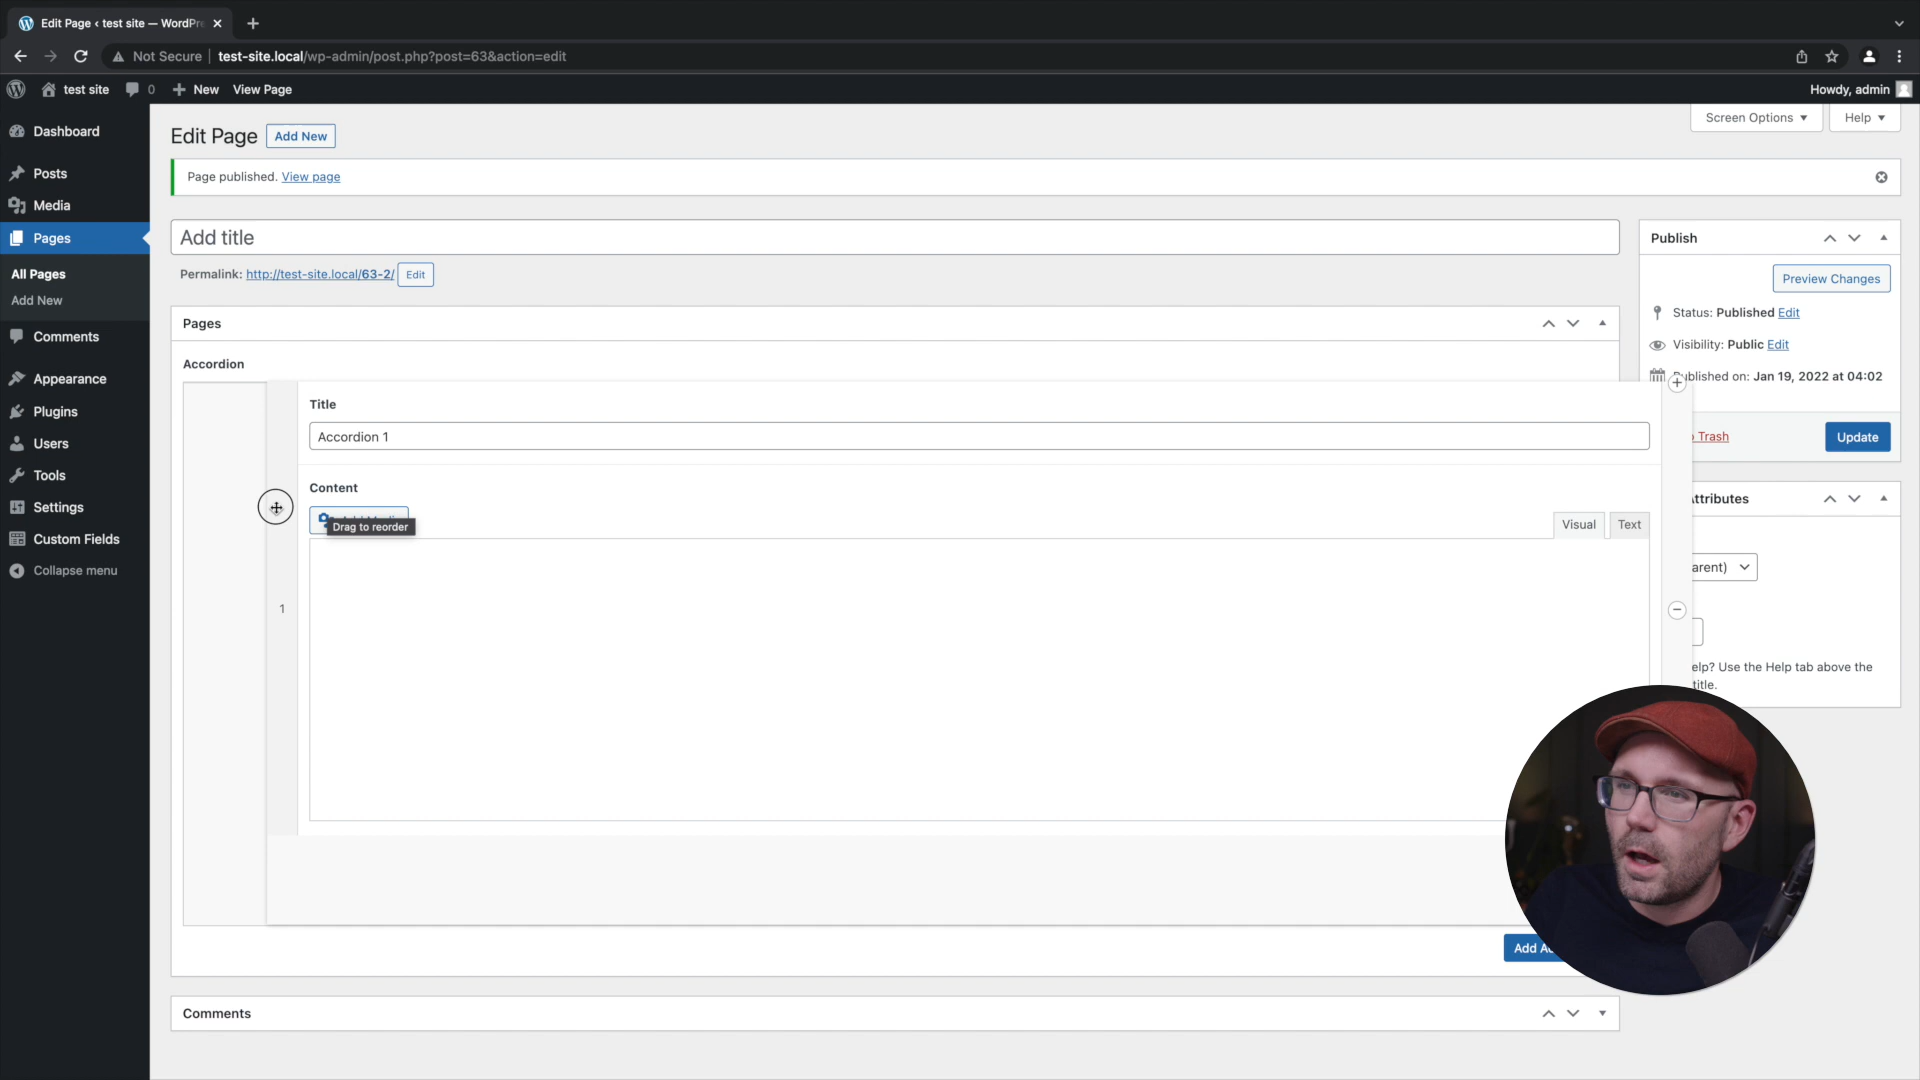 Edit Page ‹ test site — WordPre
Not Secure
test-site.local/wp-admin/post.php?post=63&action=edit
test site
0
New
View Page
Howdy, admin
Dashboard
Posts
Media
Pages
All Pages
Add New
Comments
Appearance
Plugins
Users
Tools
Settings
Custom Fields
Collapse menu
Edit Page
Add New
Screen Options
Help
Page published. View page
Add title
Permalink: http://test-site.local/63-2/ Edit
Pages
Accordion
Title
Accordion 1
Content
Drag to reorder
Visual
Text
1
Add
Comments
Publish
Preview Changes
Status: Published Edit
Visibility: Public Edit
ublished on: Jan 19, 2022 at 04:02
Trash
Update
ttributes
arent)
elp? Use the Help tab above the
title.